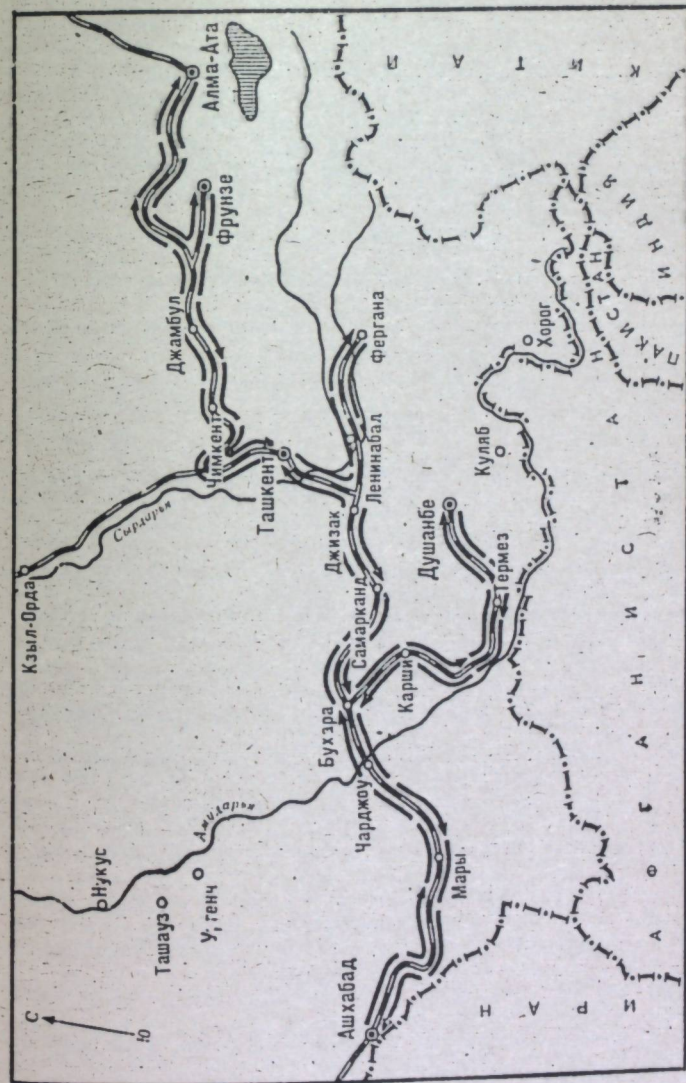 С
Ю
Кзыл-Орда
Нукус
Ташауз
У,генч
Амударья
Сырдарья
Алма-Ата
Фрунзе
Джамбул
Чимкент
Ташкент
Джизак
Ленинабад
Фергана
Самарканд
Бухара
Чарджоу
Карши
Душанбе
Термез
Куляб
Хорог
Мары
Ашхабад
ИРАН
АФГАНИСТАН
ПАКИСТАН
ИНДИЯ
КИТАЙ